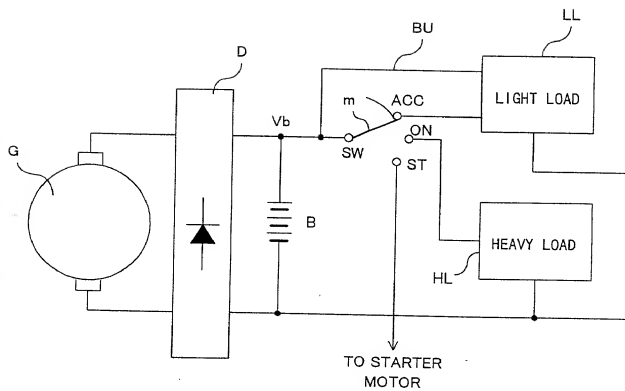 BU
LL
D
m
ACC
LIGHT LOAD
Vb
ON
SW
ST
G
B
HEAVY LOAD
HL
TO STARTER
MOTOR